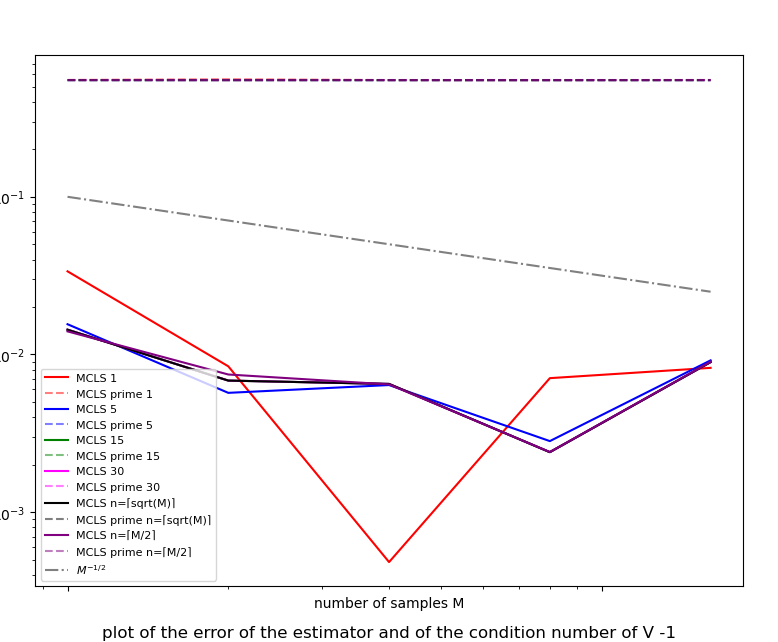 10⁻¹
10⁻²
10⁻³
MCLS 1
MCLS prime 1
MCLS 5
MCLS prime 5
MCLS 15
MCLS prime 15
MCLS 30
MCLS prime 30
MCLS n=⌈sqrt(M)⌉
MCLS prime n=⌈sqrt(M)⌉
MCLS n=⌈M/2⌉
MCLS prime n=⌈M/2⌉
M⁻¹ᐟ²
number of samples M
plot of the error of the estimator and of the condition number of V -1